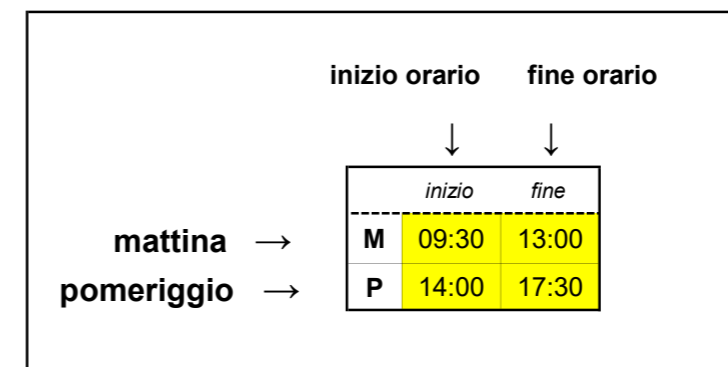 inizio orario fine orario
↓ ↓
inizio fine
mattina → M 09:30 13:00
pomeriggio → P 14:00 17:30